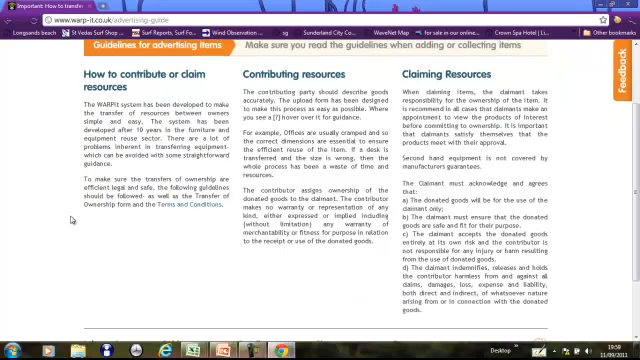 Important: How to transfer
www.warp-it.co.uk/advertising-guide
Longsands beach
St Vedas Surf Shop
Surf Reports, Surf Fo
Wind Observations
Sunderland City C
WaveNet Map
for sale in our online
Crown Spa Hotel
Other bookmarks
Guidelines for advertising items
Make sure you read the guidelines when adding or collecting items
How to contribute or claim
resources
The WARPit system has been developed to make
the transfer of resources between owners
simple and easy. The system has been
developed after 10 years in the furniture and
equipment reuse sector. There are a lot of
problems inherent in transferring equipment-
which can be avoided with some straightforward
guidance.
To make sure the transfers of ownership are
efficient legal and safe, the following guidelines
should be followed- as well as the Transfer of
Ownership form and the Terms and Conditions.
Contributing resources
The contributing party should describe goods
accurately. The upload form has been designed
to make this process as easy as possible. Where
you see a [?] hover over it for guidance.
For example, Offices are usually cramped and so
the correct dimensions are essential to ensure
the efficient reuse of the item. If a desk is
transferred and the size is wrong, then the
whole process has been a waste of time and
resources.
The contributor assigns ownership of the
donated goods to the claimant. The contributor
makes no warranty or representation of any
kind, either expressed or implied including
(without limitation) any warranty of
merchantability or fitness for purpose in relation
to the receipt or use of the donated goods.
Claiming Resources
When claiming items, the claimant takes
responsibility for the ownership of the item. It
is recommend in all cases that claimants make an
appointment to view the products of interest
before committing to ownership. It is important
that claimants satisfy themselves that the
products meet with their approval.
Second hand equipment is not covered by
manufacturers guarantees.
The Claimant must acknowledge and agrees
that:
a) The donated goods will be for the use of the
claimant only;
b) The claimant must ensure that the donated
goods are safe and fit for their purpose;
c) The claimant accepts the donated goods
entirely at its own risk and the contributor is
not responsible for any injury or harm resulting
from the use of donated goods.
d) The claimant indemnifies, releases and holds
the contributor harmless from and against all
claims, damages, loss, expense and liability,
both direct and indirect, of whatsoever nature
arising from or in connection with the donated
goods.
Desktop
19:59
11/09/2011